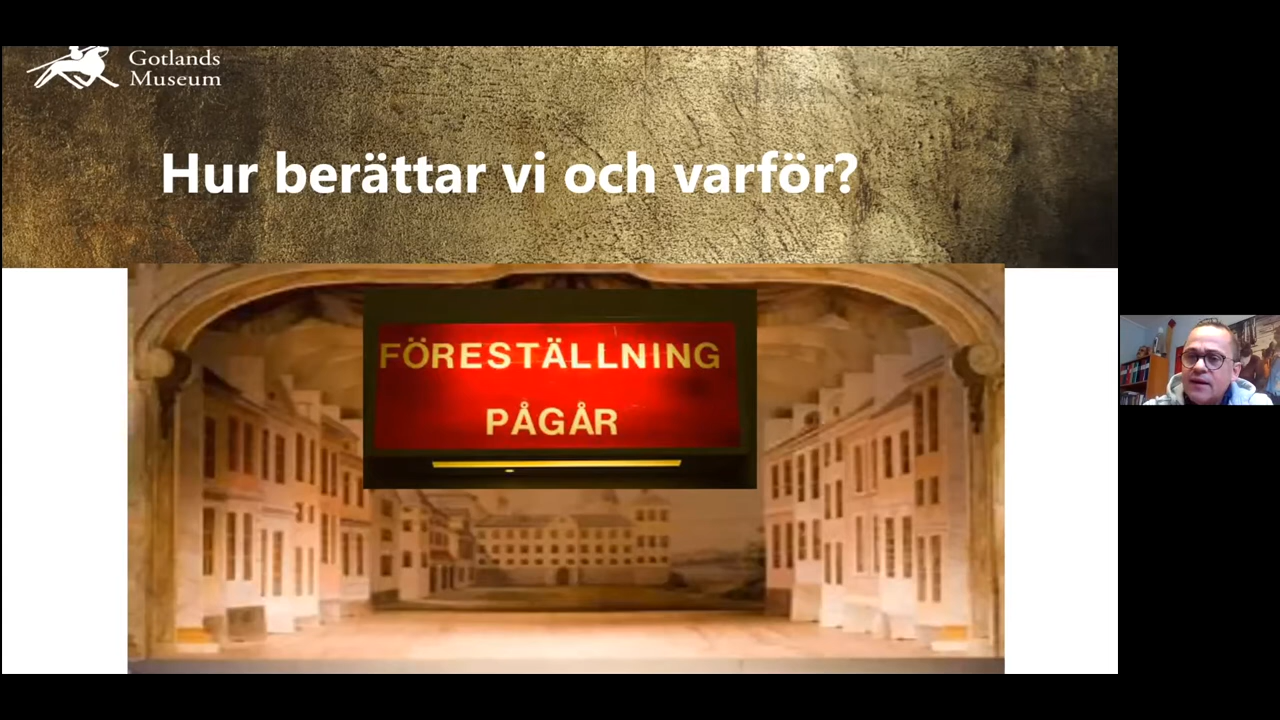 Gotlands
Museum
Hur berättar vi och varför?
FÖRESTÄLLNING
PÅGÅR